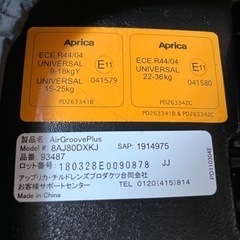 Aprica
ECE R44/04
UNIVERSAL
9-18kgY
UNIVERSAL
15-25kg
E11
041579
PD263341B
Aprica
ECE R44/04
UNIVERSAL
22-36kg
E11
041580
PD263342C
PD263341B & PD263342C
製品名: AirGroovePlus
Model #: 8AJ80DXKJ
SAP: 1914975
品番: 93487
ロット番号: 180328E0090878 JJ
アップリカ・チルドレンズプロダクツ合同会社
お客様サポートセンター TEL 0120(415)814
Made in China
PD110304E